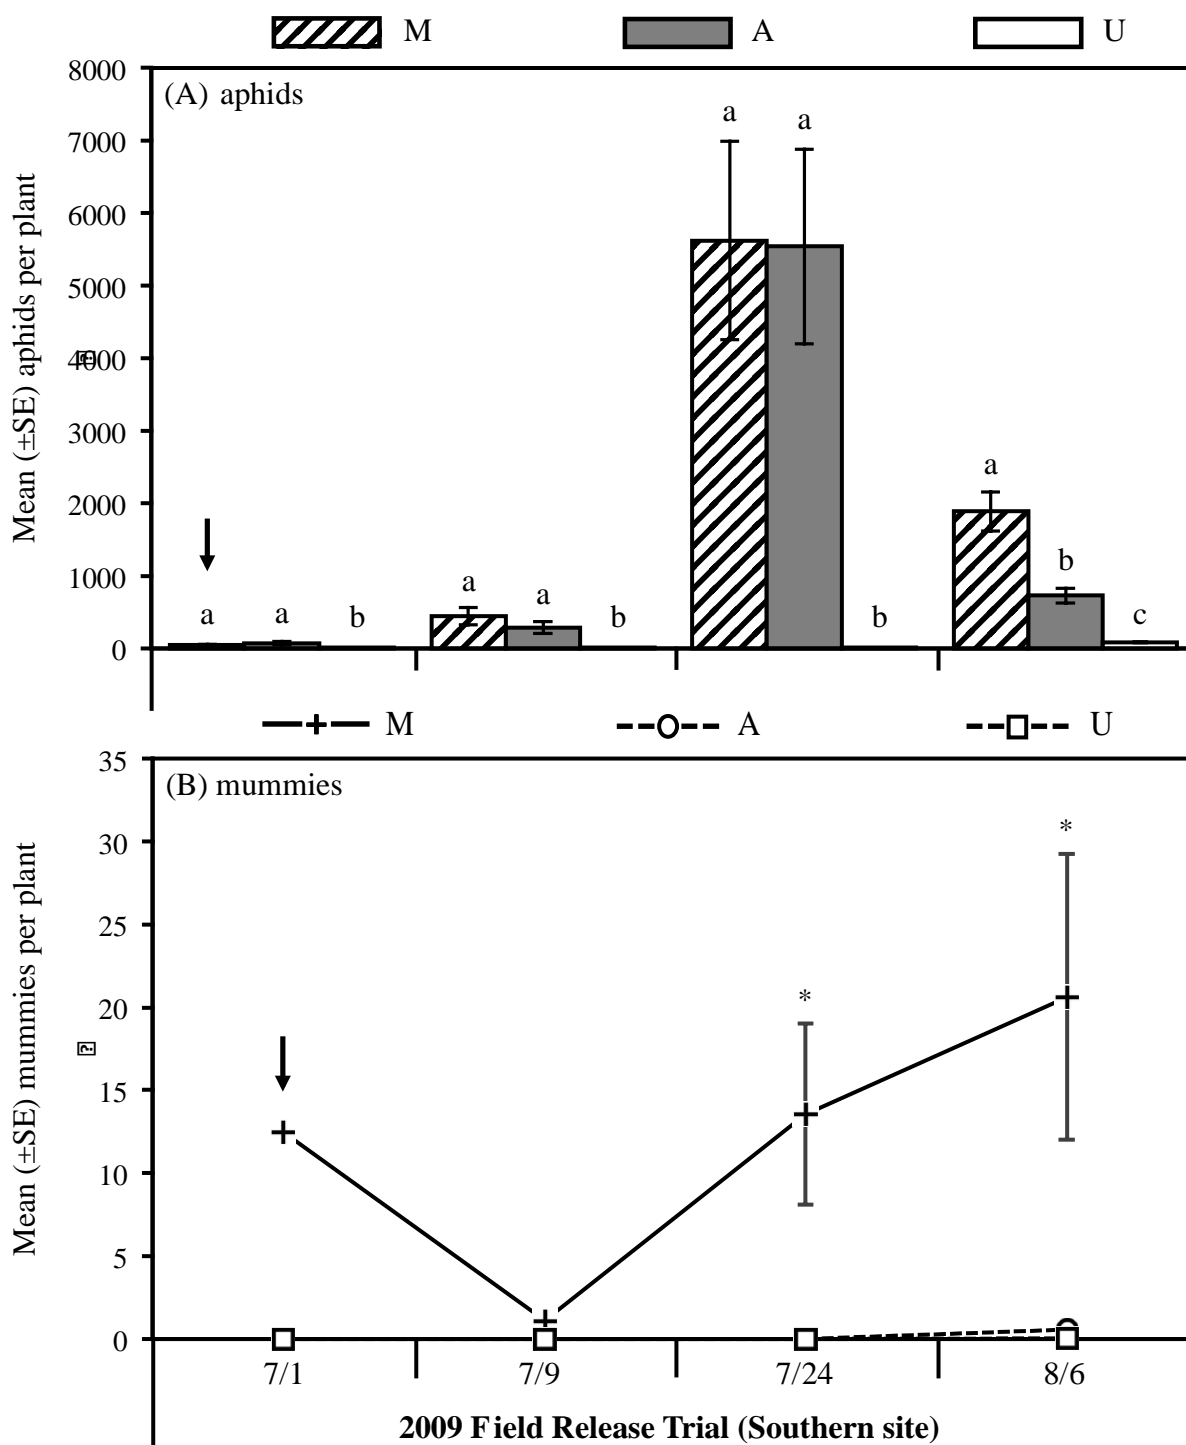 M A U
(A) aphids
Mean (±SE) aphids per plant
8000
7000
6000
5000
4000
3000
2000
1000
0
a a b
a a b
a a b
a b c
M A U
(B) mummies
Mean (±SE) mummies per plant
35
30
25
20
15
10
5
0
* *
7/1 7/9 7/24 8/6
2009 Field Release Trial (Southern site)